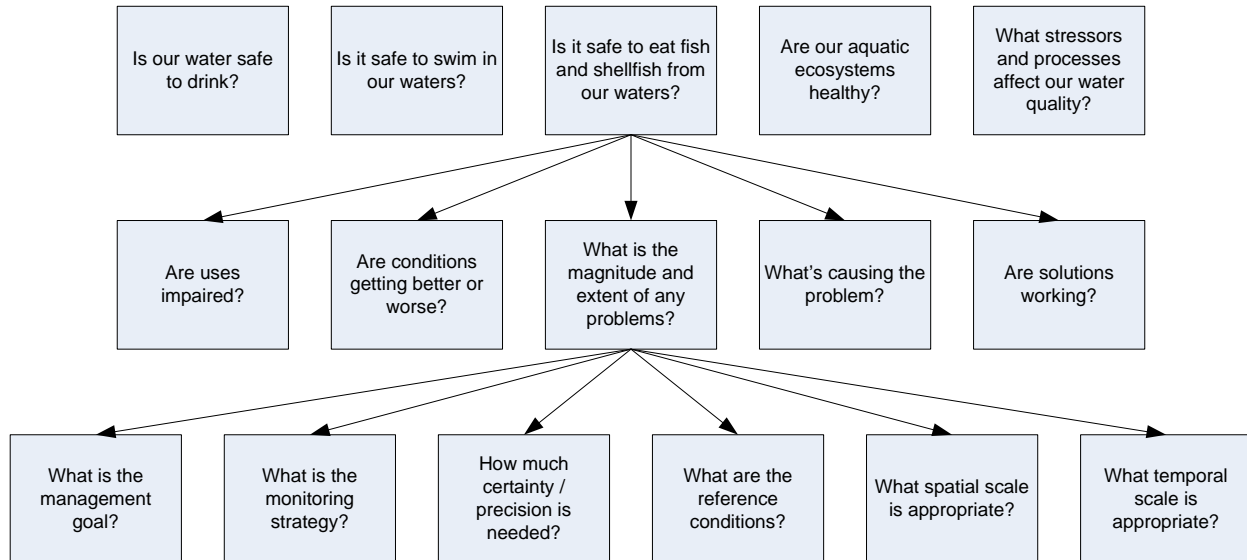 Is our water safe
to drink?
Is it safe to swim in
our waters?
Is it safe to eat fish
and shellfish from
our waters?
Are our aquatic
ecosystems
healthy?
What stressors
and processes
affect our water
quality?
Are uses
impaired?
Are conditions
getting better or
worse?
What is the
magnitude and
extent of any
problems?
What's causing the
problem?
Are solutions
working?
What is the
management
goal?
What is the
monitoring
strategy?
How much
certainty /
precision is
needed?
What are the
reference
conditions?
What spatial scale
is appropriate?
What temporal
scale is
appropriate?